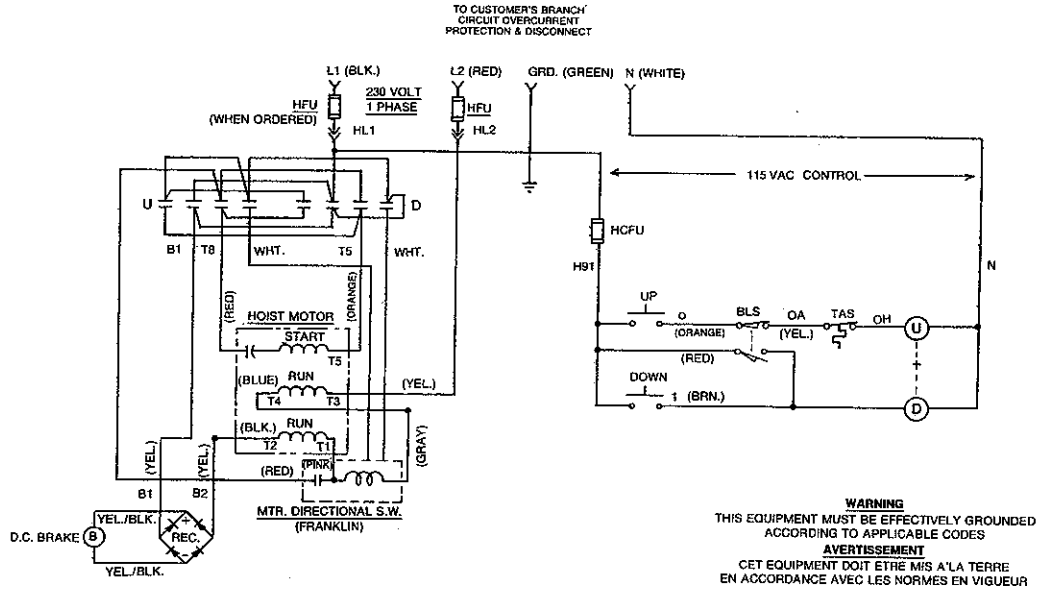 TO CUSTOMER'S BRANCH
CIRCUIT OVERCURRENT
PROTECTION & DISCONNECT
L1 (BLK.)
L2 (RED)
GRD. (GREEN)
N (WHITE)
230 VOLT
1 PHASE
HFU
(WHEN ORDERED)
HFU
HL1
HL2
115 VAC CONTROL
U
D
HCFU
B1
T8
WHT.
T5
WHT.
H91
N
(RED)
(ORANGE)
UP
O
(ORANGE)
BLS
OA
(YEL.)
TAS
OH
U
HOIST MOTOR
START
T5
(RED)
(BLUE)
RUN
(YEL.)
T4
T3
DOWN
1
(BRN.)
D
(BLK.)
RUN
T2
T1
(GRAY)
(YEL.)
(YEL.)
(RED)
(PINK)
B1
B2
MTR. DIRECTIONAL S.W.
(FRANKLIN)
YEL./BLK.
D.C. BRAKE
B
+
REC.
-
YEL./BLK.
WARNING
THIS EQUIPMENT MUST BE EFFECTIVELY GROUNDED
ACCORDING TO APPLICABLE CODES
AVERTISSEMENT
CET EQUIPMENT DOIT ETRE MIS A'LA TERRE
EN ACCORDANCE AVEC LES NORMES EN VIGUEUR